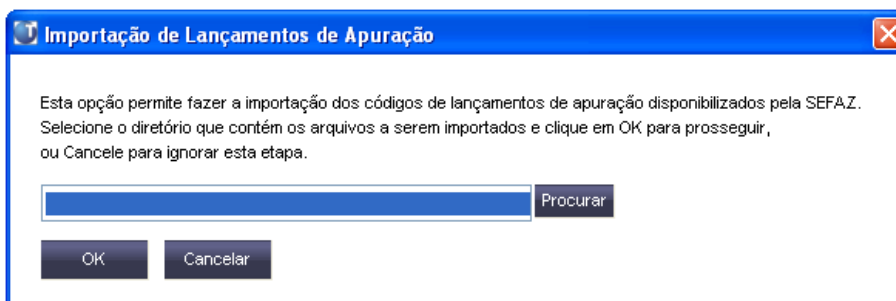 Importação de Lançamentos de Apuração
Esta opção permite fazer a importação dos códigos de lançamentos de apuração disponibilizados pela SEFAZ.
Selecione o diretório que contém os arquivos a serem importados e clique em OK para prosseguir,
ou Cancele para ignorar esta etapa.
Procurar
OK Cancelar